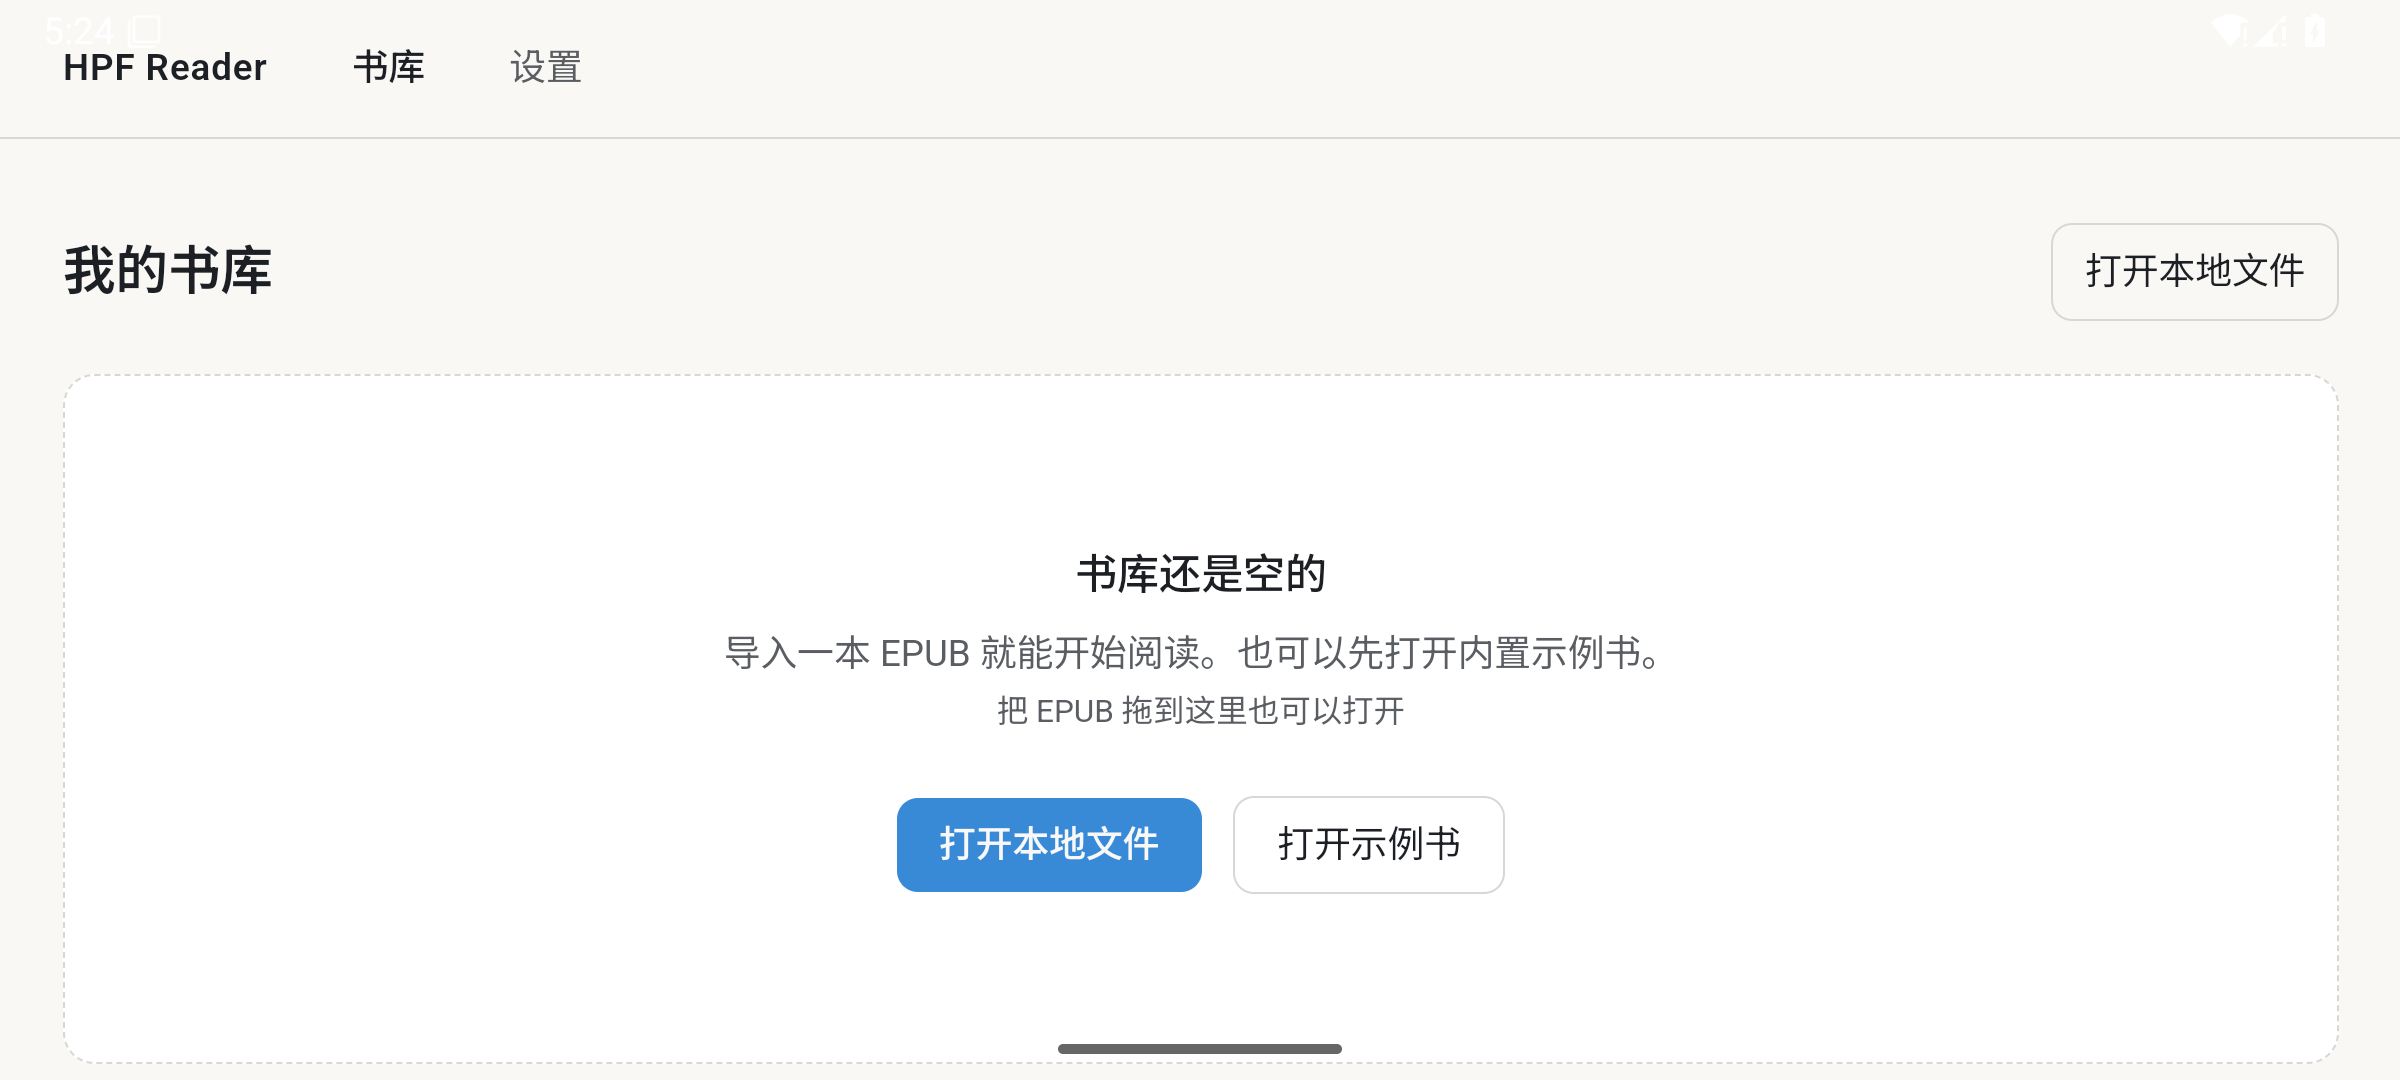 5:24
HPF Reader 书库 设置
我的书库 打开本地文件
书库还是空的
导入一本 EPUB 就能开始阅读。也可以先打开内置示例书。
把 EPUB 拖到这里也可以打开
打开本地文件 打开示例书